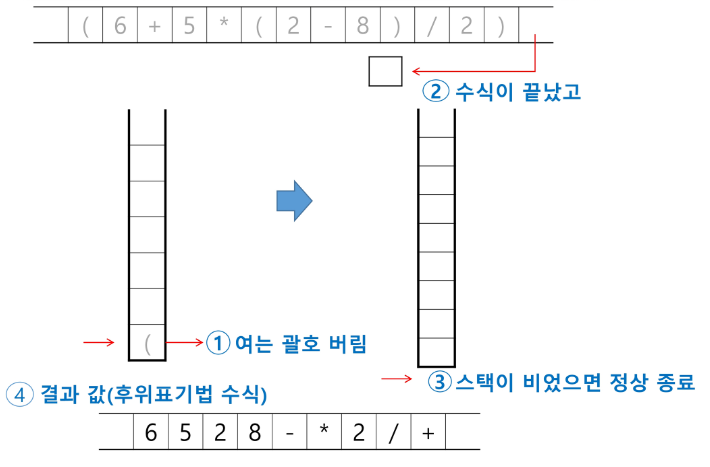 ( 6 + 5 * ( 2 - 8 ) / 2 )
② 수식이 끝났고
( ① 여는 괄호 버림
③ 스택이 비었으면 정상 종료
④ 결과 값(후위표기법 수식)
6 5 2 8 - * 2 / +